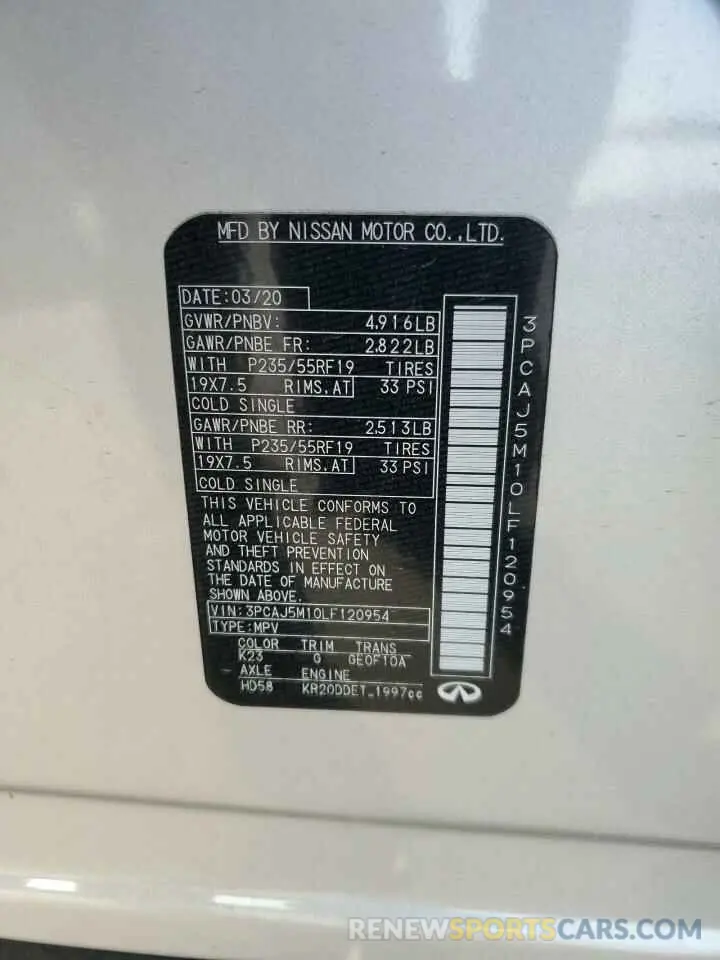 MFD BY NISSAN MOTOR CO.,LTD.
DATE:03/20
GVWR/PNBV: 4,916LB
GAWR/PNBE FR: 2,822LB
WITH P235/55RF19 TIRES
19X7.5 RIMS.AT 33 PSI
COLD SINGLE
GAWR/PNBE RR: 2,513LB
WITH P235/55RF19 TIRES
19X7.5 RIMS.AT 33 PSI
COLD SINGLE
THIS VEHICLE CONFORMS TO
ALL APPLICABLE FEDERAL
MOTOR VEHICLE SAFETY
AND THEFT PREVENTION
STANDARDS IN EFFECT ON
THE DATE OF MANUFACTURE
SHOWN ABOVE.
VIN:3PCAJ5M10LF120954
TYPE:MPV
COLOR TRIM TRANS
K23 G GE0F10A
AXLE ENGINE
HD58 KR20DDET_1997cc
3PCAJ5M10LF120954
RENEWSPORTSCARS.COM